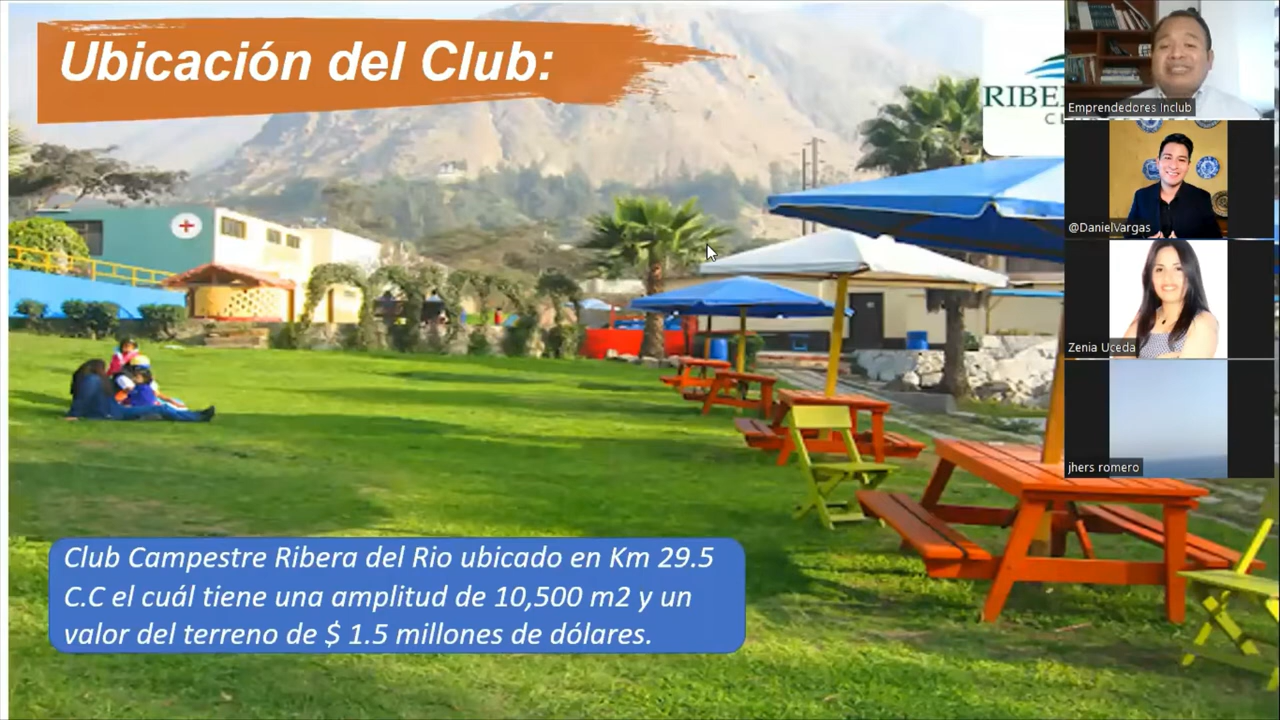 Ubicación del Club:
RIBE
Emprendedores Inclub
@DanielVargas
Zenia Uceda
jhers romero
Club Campestre Ribera del Rio ubicado en Km 29.5
C.C el cuál tiene una amplitud de 10,500 m2 y un
valor del terreno de $ 1.5 millones de dólares.